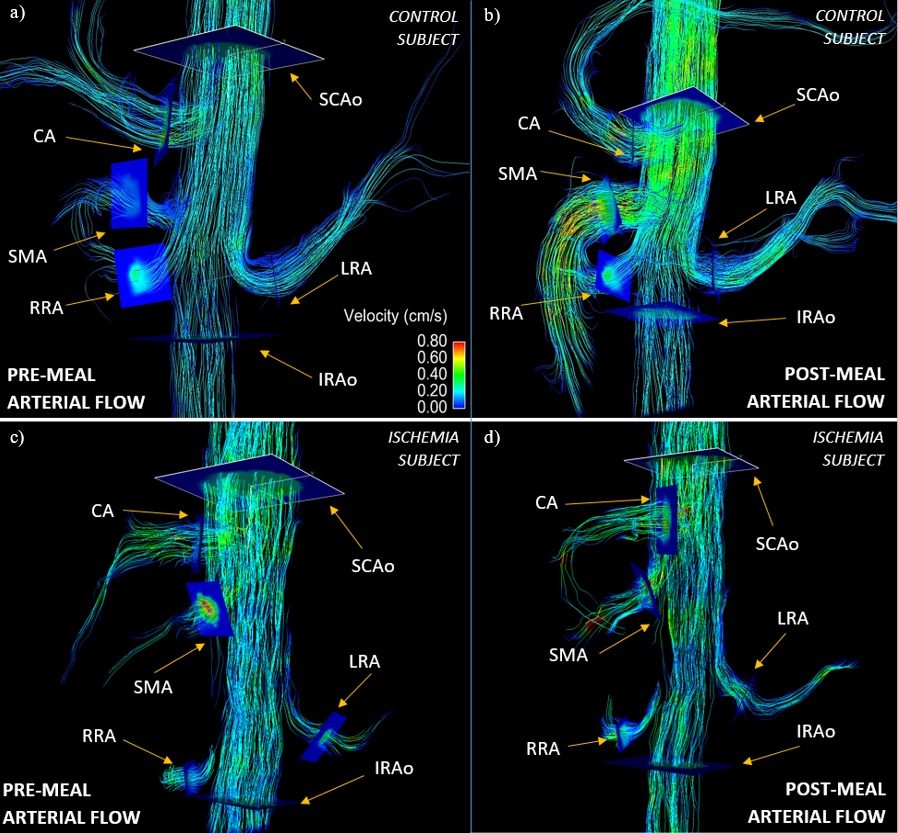 a)
CONTROL
SUBJECT
SCAo
CA
SMA
RRA
LRA
Velocity (cm/s)
0.80
0.60
0.40
0.20
0.00
IRAo
PRE-MEAL
ARTERIAL FLOW
b)
CONTROL
SUBJECT
SCAo
CA
SMA
LRA
RRA
IRAo
POST-MEAL
ARTERIAL FLOW
c)
ISCHEMIA
SUBJECT
CA
SCAo
SMA
LRA
RRA
IRAo
PRE-MEAL
ARTERIAL FLOW
d)
ISCHEMIA
SUBJECT
CA
SCAo
SMA
LRA
RRA
IRAo
POST-MEAL
ARTERIAL FLOW